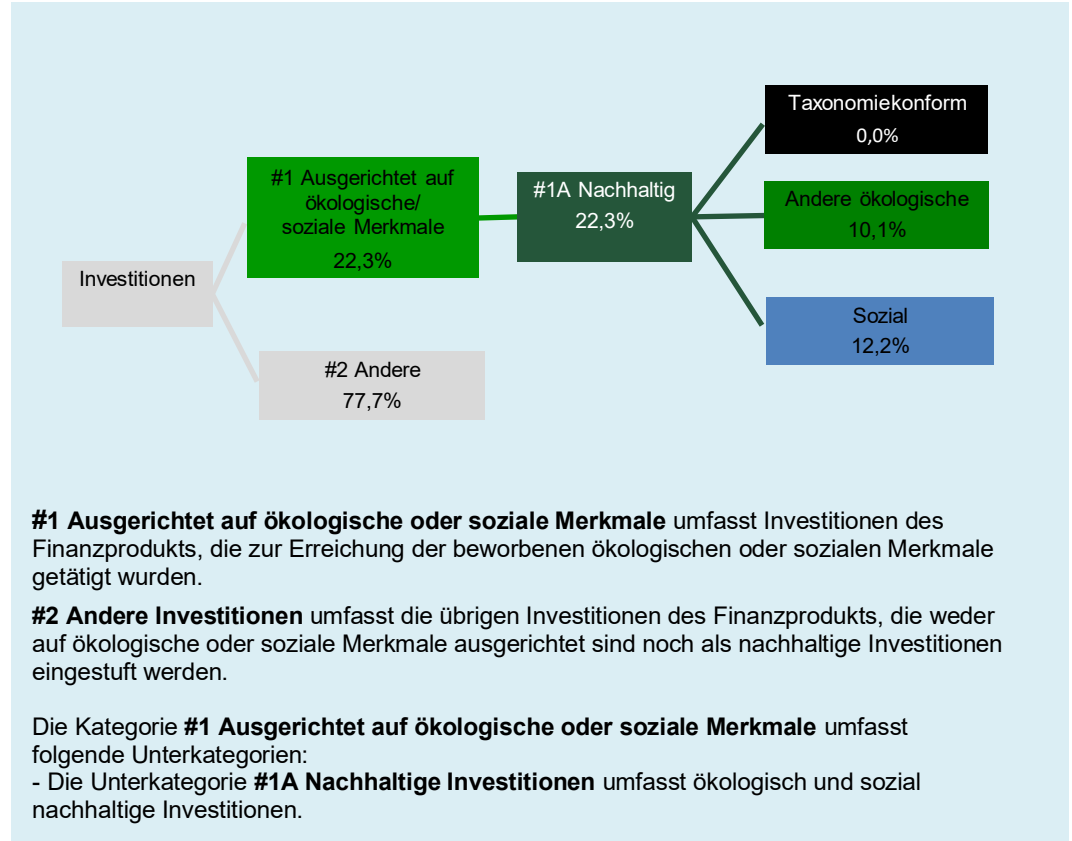 Taxonomiekonform
0,0%
#1 Ausgerichtet auf
ökologische/
soziale Merkmale
22,3%
#1A Nachhaltig
22,3%
Andere ökologische
10,1%
Investitionen
Sozial
12,2%
#2 Andere
77,7%
#1 Ausgerichtet auf ökologische oder soziale Merkmale umfasst Investitionen des
Finanzprodukts, die zur Erreichung der beworbenen ökologischen oder sozialen Merkmale
getätigt wurden.
#2 Andere Investitionen umfasst die übrigen Investitionen des Finanzprodukts, die weder
auf ökologische oder soziale Merkmale ausgerichtet sind noch als nachhaltige Investitionen
eingestuft werden.
Die Kategorie #1 Ausgerichtet auf ökologische oder soziale Merkmale umfasst
folgende Unterkategorien:
- Die Unterkategorie #1A Nachhaltige Investitionen umfasst ökologisch und sozial
nachhaltige Investitionen.